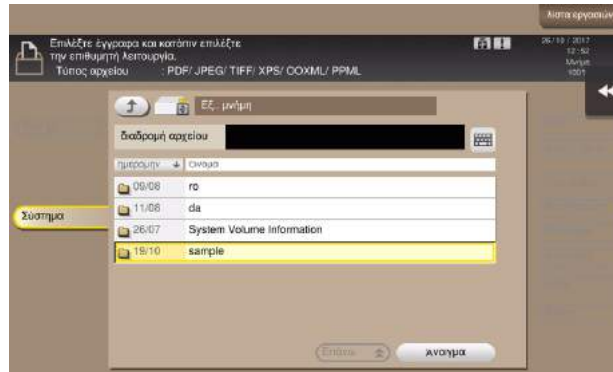 λίστα εργασιών
Επιλέξτε έγγραφα και κατόπιν επιλέξτε
την επιθυμητή λειτουργία.
Τύπος αρχείου : PDF/ JPEG/ TIFF/ XPS/ OOXML/ PPML
26/10 / 2017
12:52
Μνήμη
100%
Εξ.. μνήμη
διαδρομή αρχείου
ημερομην Όνομα
09/08 ro
11/08 da
26/07 System Volume Information
19/10 sample
Σύστημα
Επάνω Άνοιγμα